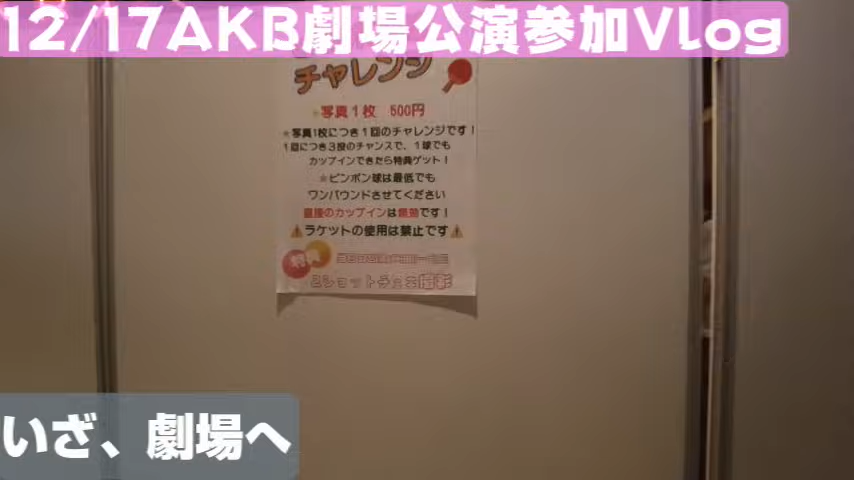 12/17AKB劇場公演参加Vlog
チャレンジ
写真1枚 500円
★写真1枚につき1回のチャレンジです!
1回につき3投のチャンスで、1球でも
カップインできたら特典ゲット!
★ピンポン球は最低でも
ワンバウンドさせてください
直接のカップインは無効です!
⚠ラケットの使用は禁止です⚠
特典
2ショットチェキ撮影
いざ、劇場へ